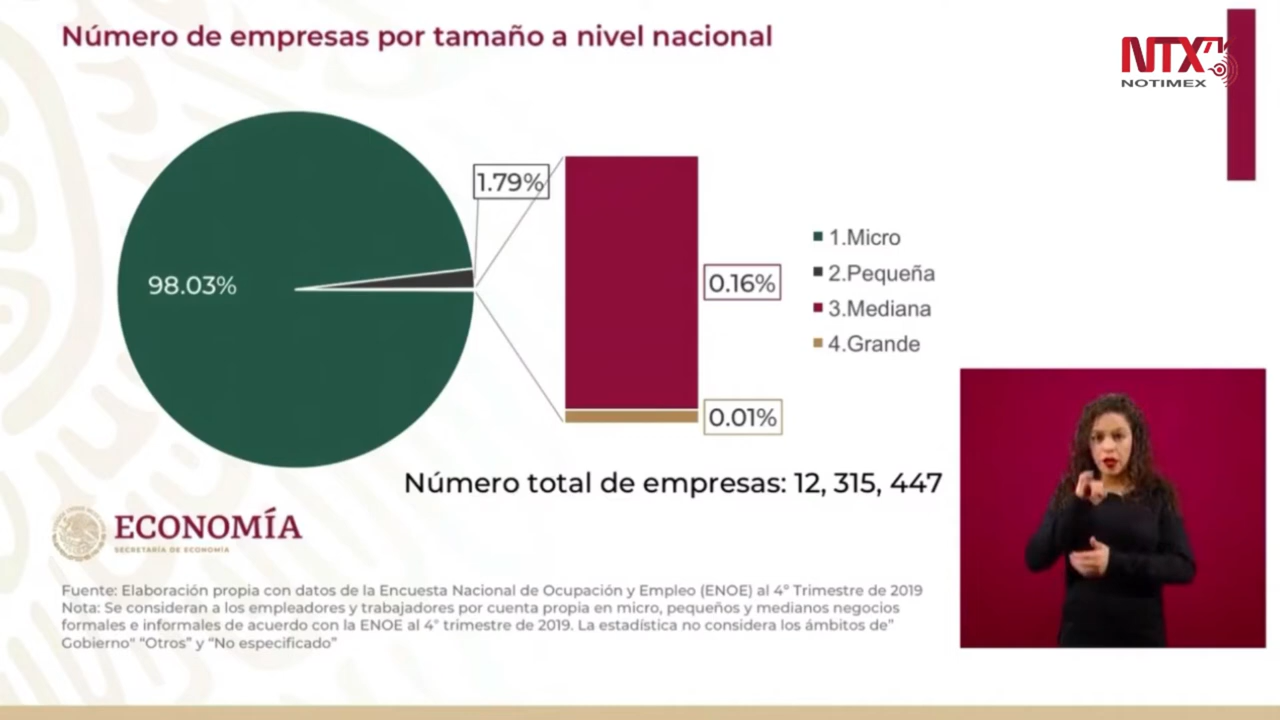 Número de empresas por tamaño a nivel nacional
NTX
NOTIMEX
1.79%
98.03%
0.16%
0.01%
1.Micro
2.Pequeña
3.Mediana
4.Grande
Número total de empresas: 12, 315, 447
ECONOMÍA
SECRETARÍA DE ECONOMÍA
Fuente: Elaboración propia con datos de la Encuesta Nacional de Ocupación y Empleo (ENOE) al 4° Trimestre de 2019
Nota: Se consideran a los empleadores y trabajadores por cuenta propia en micro, pequeños y medianos negocios
formales e informales de acuerdo con la ENOE al 4° trimestre de 2019. La estadística no considera los ámbitos de”
Gobierno“ “Otros” y “No especificado”